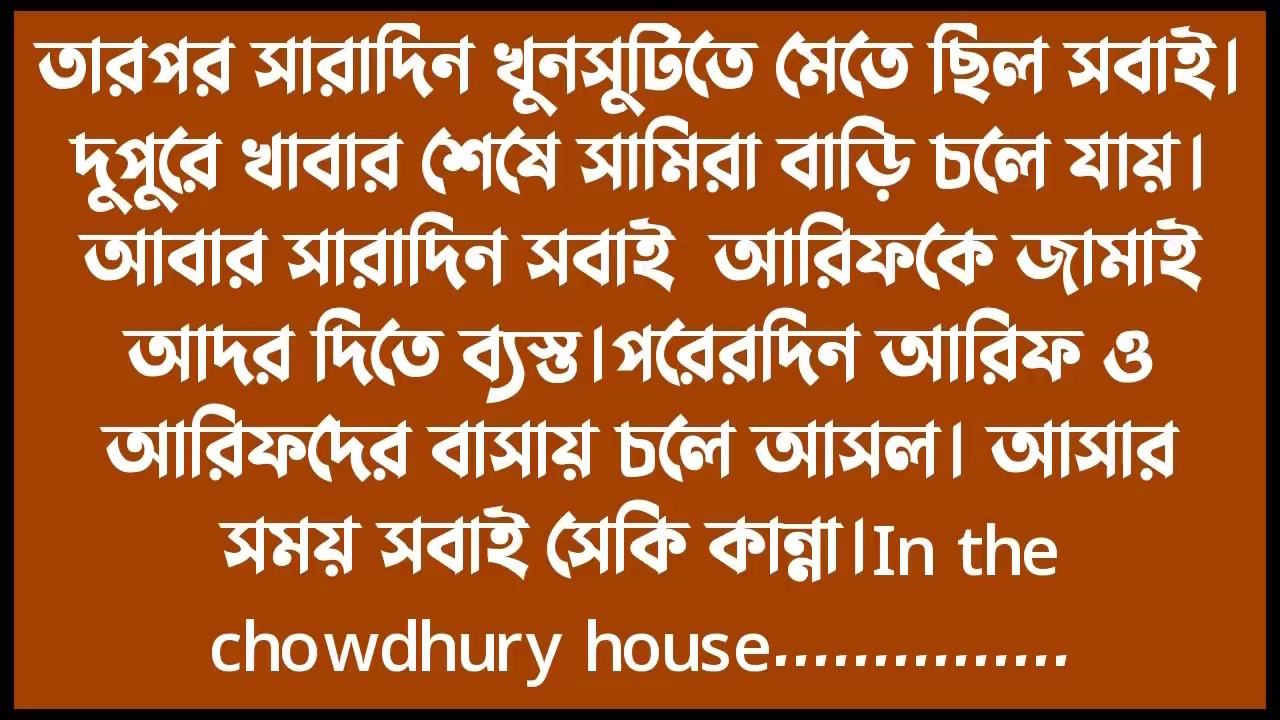 তারপর সারাদিন খুনসুটিতে মেতে ছিল সবাই।
দুপুরে খাবার শেষে সামিরা বাড়ি চলে যায়।
আবার সারাদিন সবাই আরিফকে জামাই
আদর দিতে ব্যস্ত।পরেরদিন আরিফ ও
আরিফদের বাসায় চলে আসল। আসার
সময় সবাই সেকি কান্না।In the
chowdhury house...............